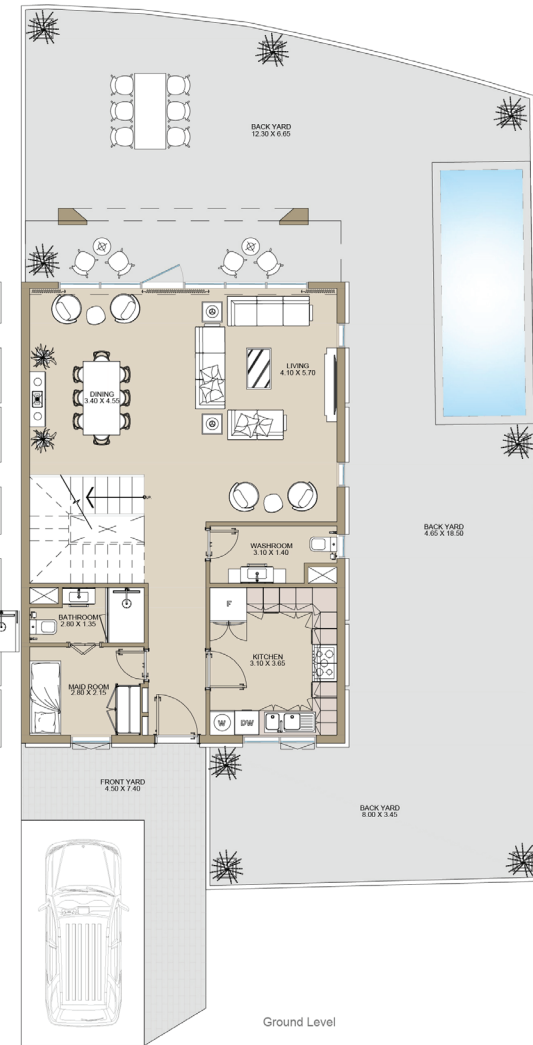 BACK YARD
12.30 X 6.65
LIVING
4.10 X 5.70
DINING
3.40 X 4.55
UP
BACK YARD
4.65 X 18.50
WASHROOM
3.10 X 1.40
F
BATHROOM
2.80 X 1.35
KITCHEN
3.10 X 3.65
MAID ROOM
2.80 X 2.15
W
DW
FRONT YARD
4.50 X 7.40
BACK YARD
8.00 X 3.45
Ground Level